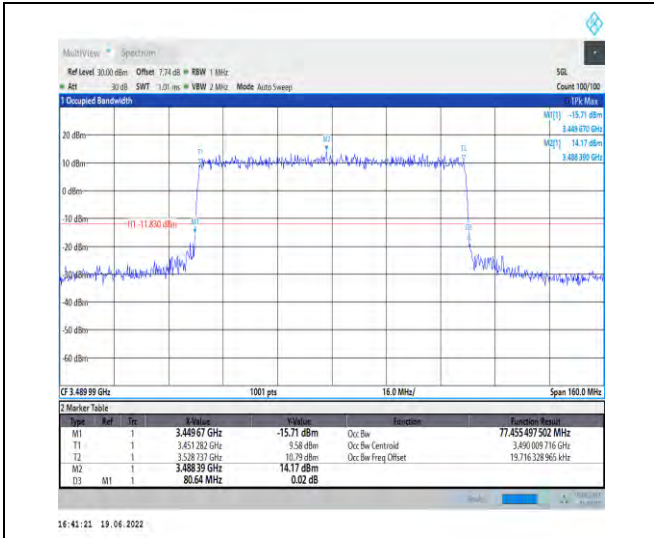 MultiView Spectrum
Ref Level 30.00 dBm Offset 7.74 dB RBW 1 MHz SGL
Att 30 dB SWT 1.01 ms VBW 2 MHz Mode Auto Sweep Count 100/100
1 Occupied Bandwidth 1Pk Max
M1[1] -15.71 dBm
3.449 670 GHz
20 dBm M2 M2[1] 14.17 dBm
T1 T2 3.488 390 GHz
10 dBm
0 dBm
-10 dBm
H1 -11.830 dBm M1
D3
-20 dBm
-30 dBm
-40 dBm
-50 dBm
-60 dBm
CF 3.489 99 GHz 1001 pts 16.0 MHz/ Span 160.0 MHz
2 Marker Table
Type Ref Trc X-Value Y-Value Function Function Result
M1 1 3.449 67 GHz -15.71 dBm Occ Bw 77.455 497 502 MHz
T1 1 3.451 282 GHz 9.58 dBm Occ Bw Centroid 3.490 009 716 GHz
T2 1 3.528 737 GHz 10.79 dBm Occ Bw Freq Offset 19.716 328 965 kHz
M2 1 3.488 39 GHz 14.17 dBm
D3 M1 1 80.64 MHz 0.02 dB
16:41:21 19.06.2022